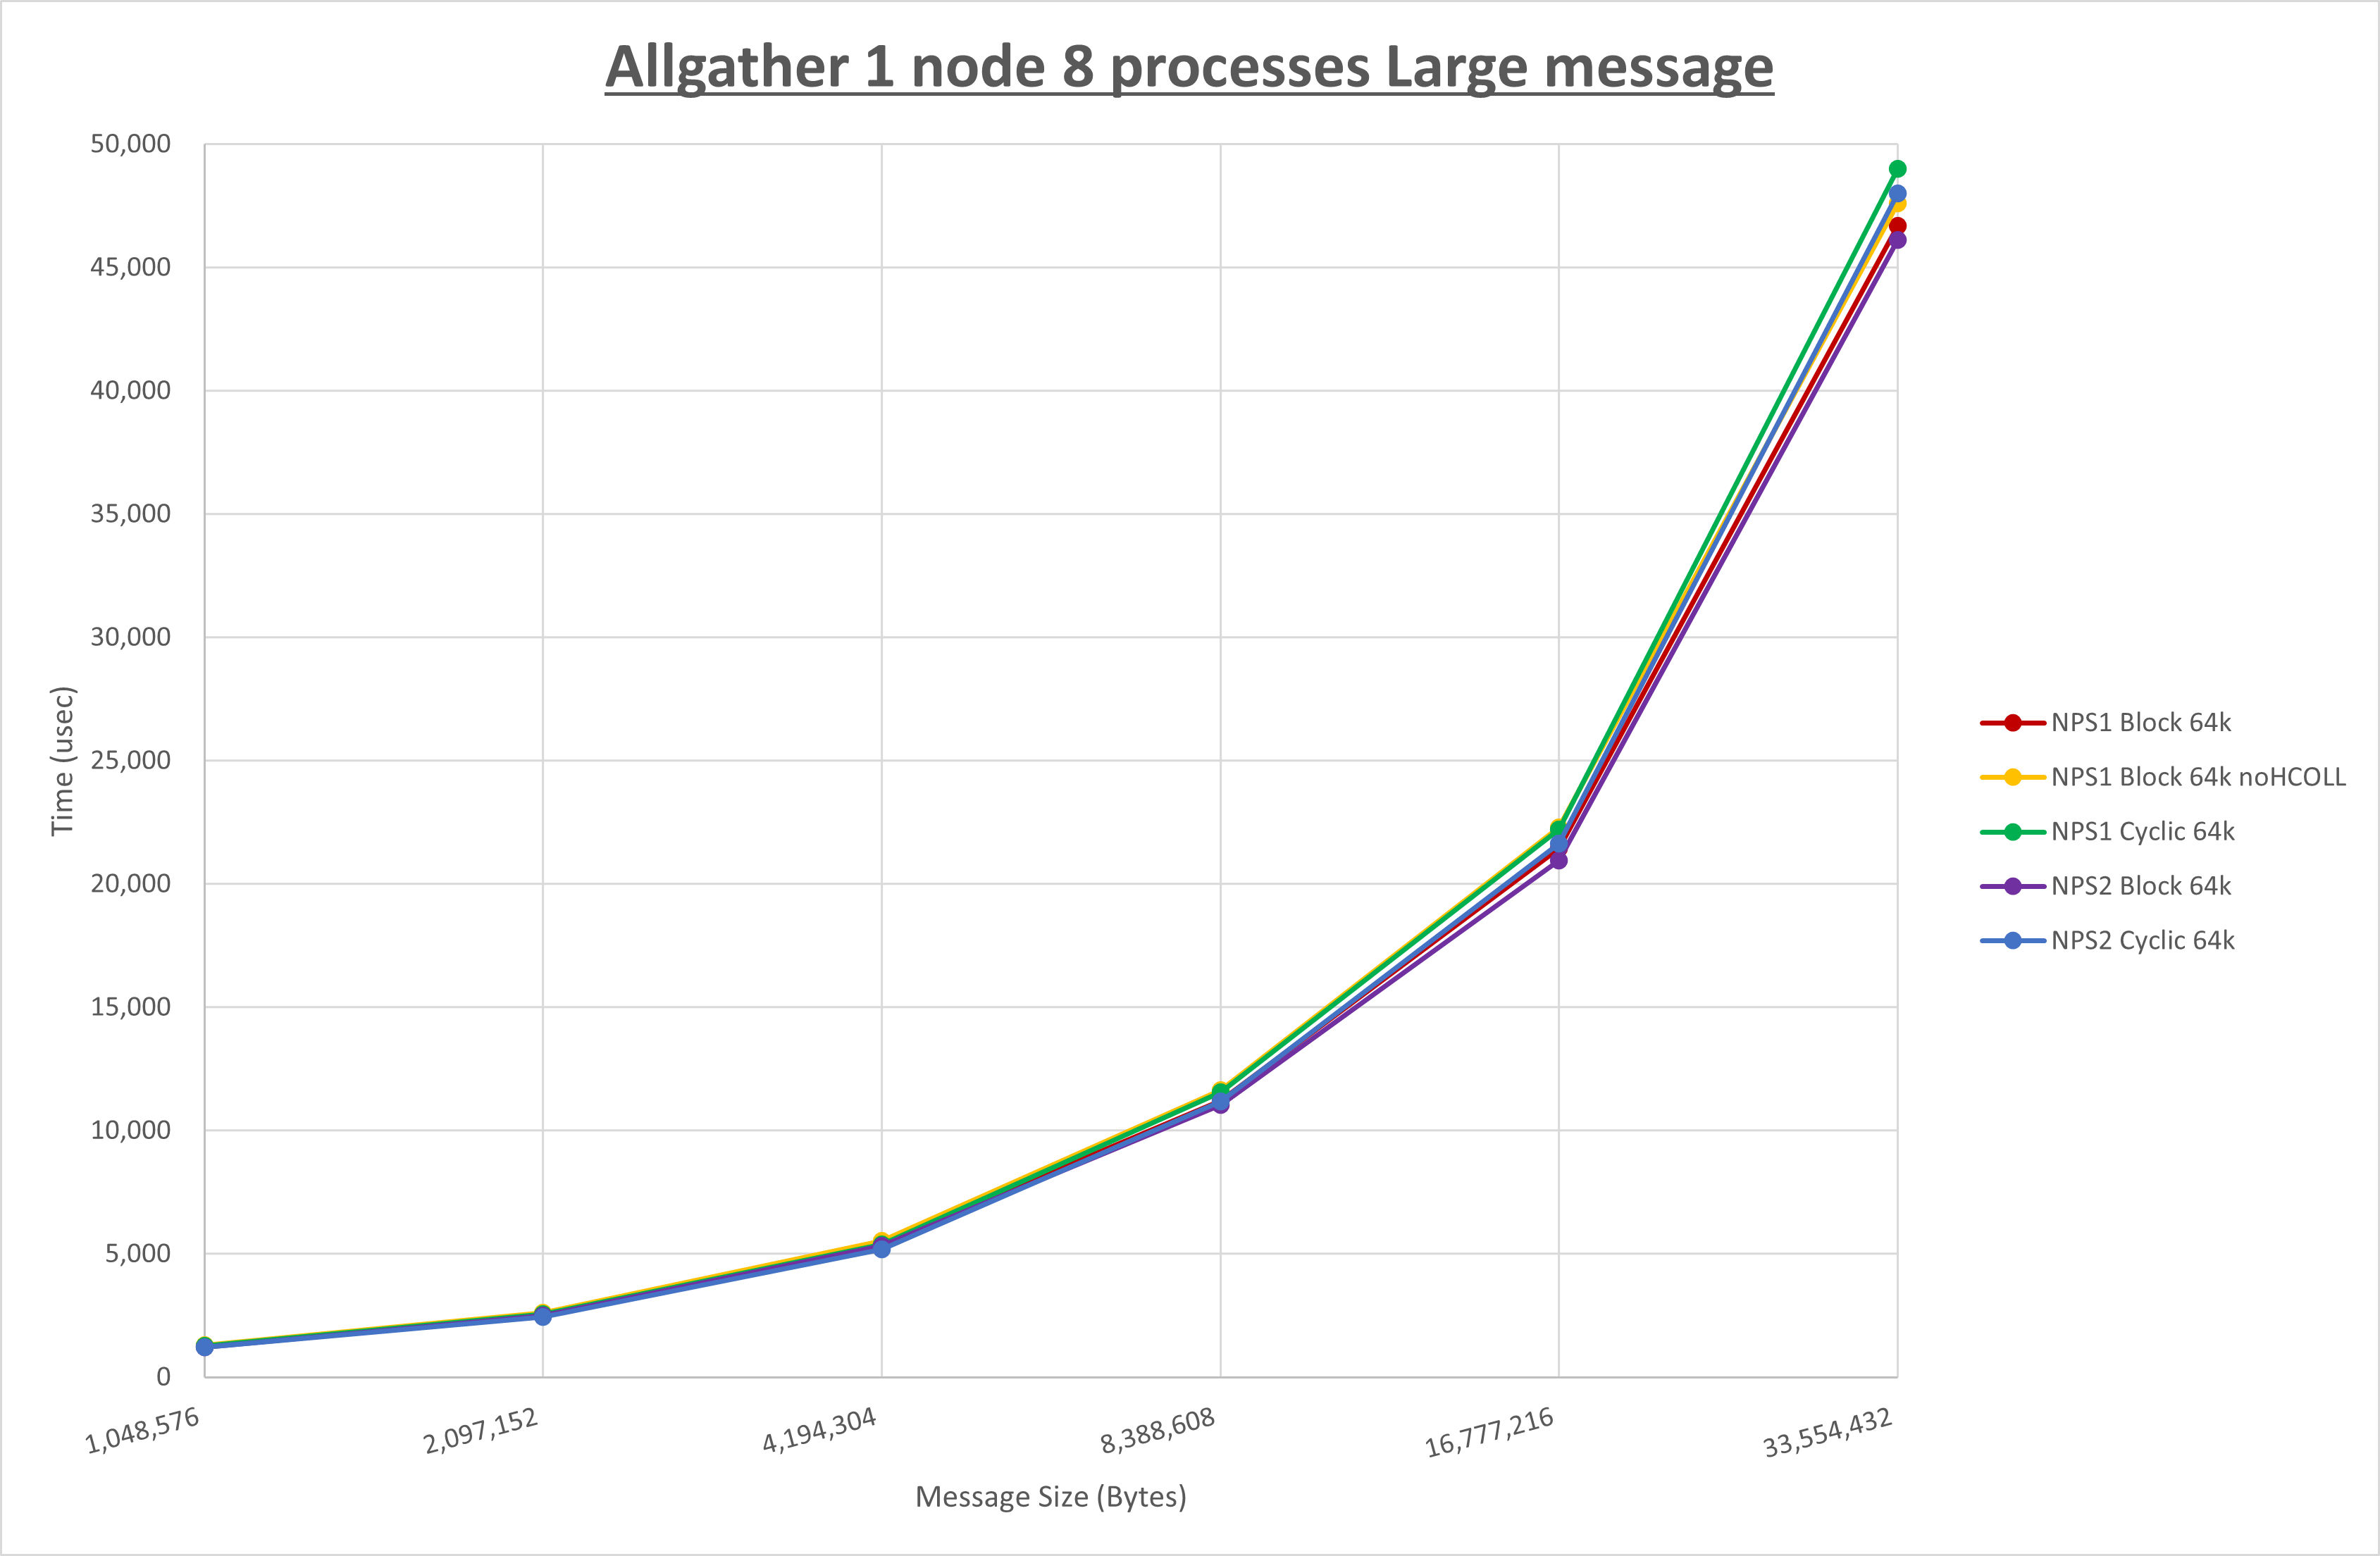 Allgather 1 node 8 processes Large message
50,000
45,000
40,000
35,000
30,000
25,000
20,000
15,000
10,000
5,000
0
Time (usec)
1,048,576
2,097,152
4,194,304
8,388,608
16,777,216
33,554,432
Message Size (Bytes)
NPS1 Block 64k
NPS1 Block 64k noHCOLL
NPS1 Cyclic 64k
NPS2 Block 64k
NPS2 Cyclic 64k